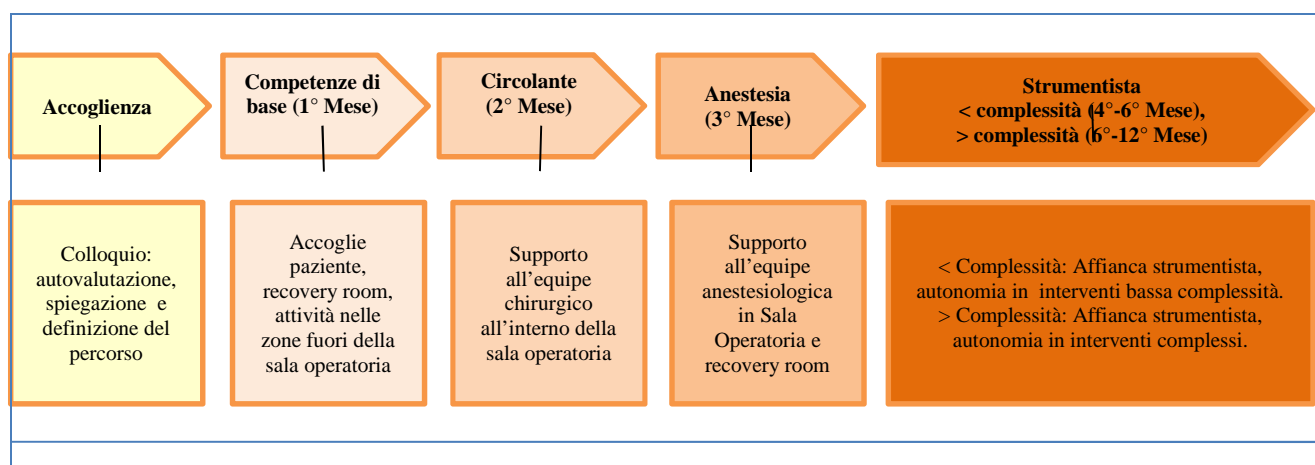 Accoglienza
Competenze di
base (1° Mese)
Circolante
(2° Mese)
Anestesia
(3° Mese)
Strumentista
< complessità (4°-6° Mese),
> complessità (6°-12° Mese)
Colloquio:
autovalutazione,
spiegazione e
definizione del
percorso
Accoglie
paziente,
recovery room,
attività nelle
zone fuori della
sala operatoria
Supporto
all’equipe
chirurgico
all’interno della
sala operatoria
Supporto
all’equipe
anestesiologica
in Sala
Operatoria e
recovery room
< Complessità: Affianca strumentista,
autonomia in interventi bassa complessità.
> Complessità: Affianca strumentista,
autonomia in interventi complessi.